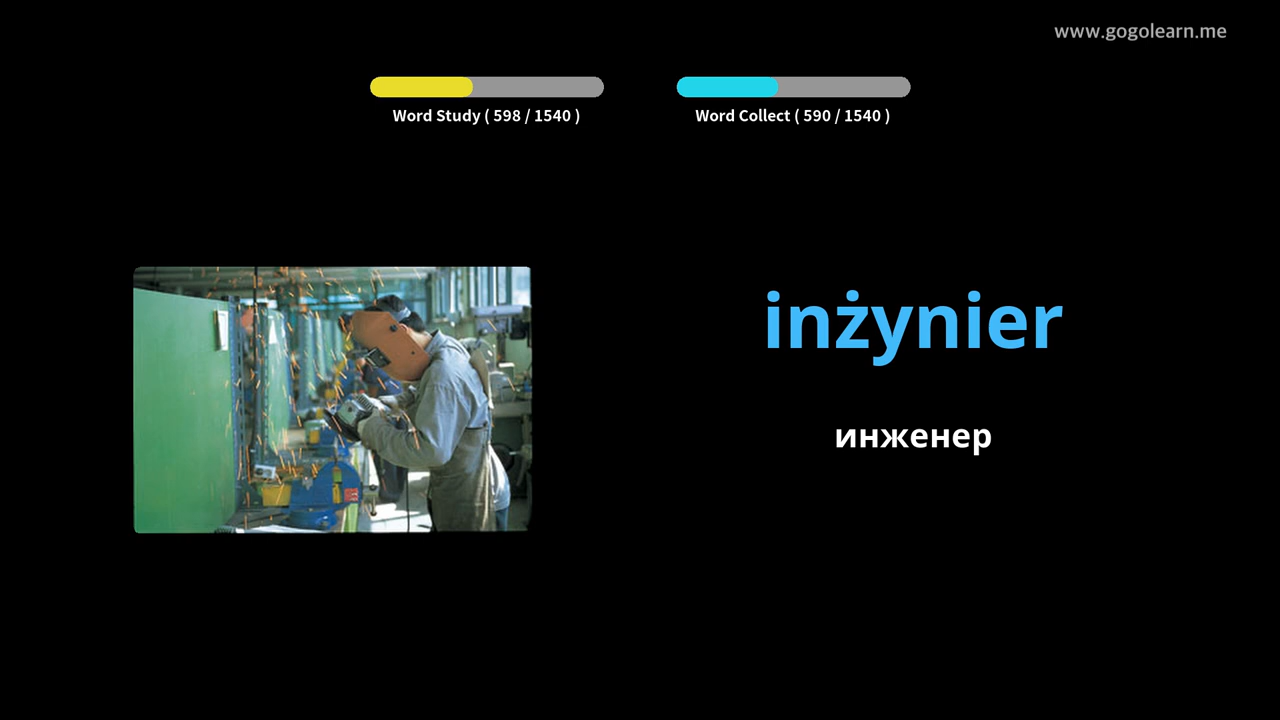 www.gogolearn.me
Word Study ( 598 / 1540 )
Word Collect ( 590 / 1540 )
inżynier
инженер